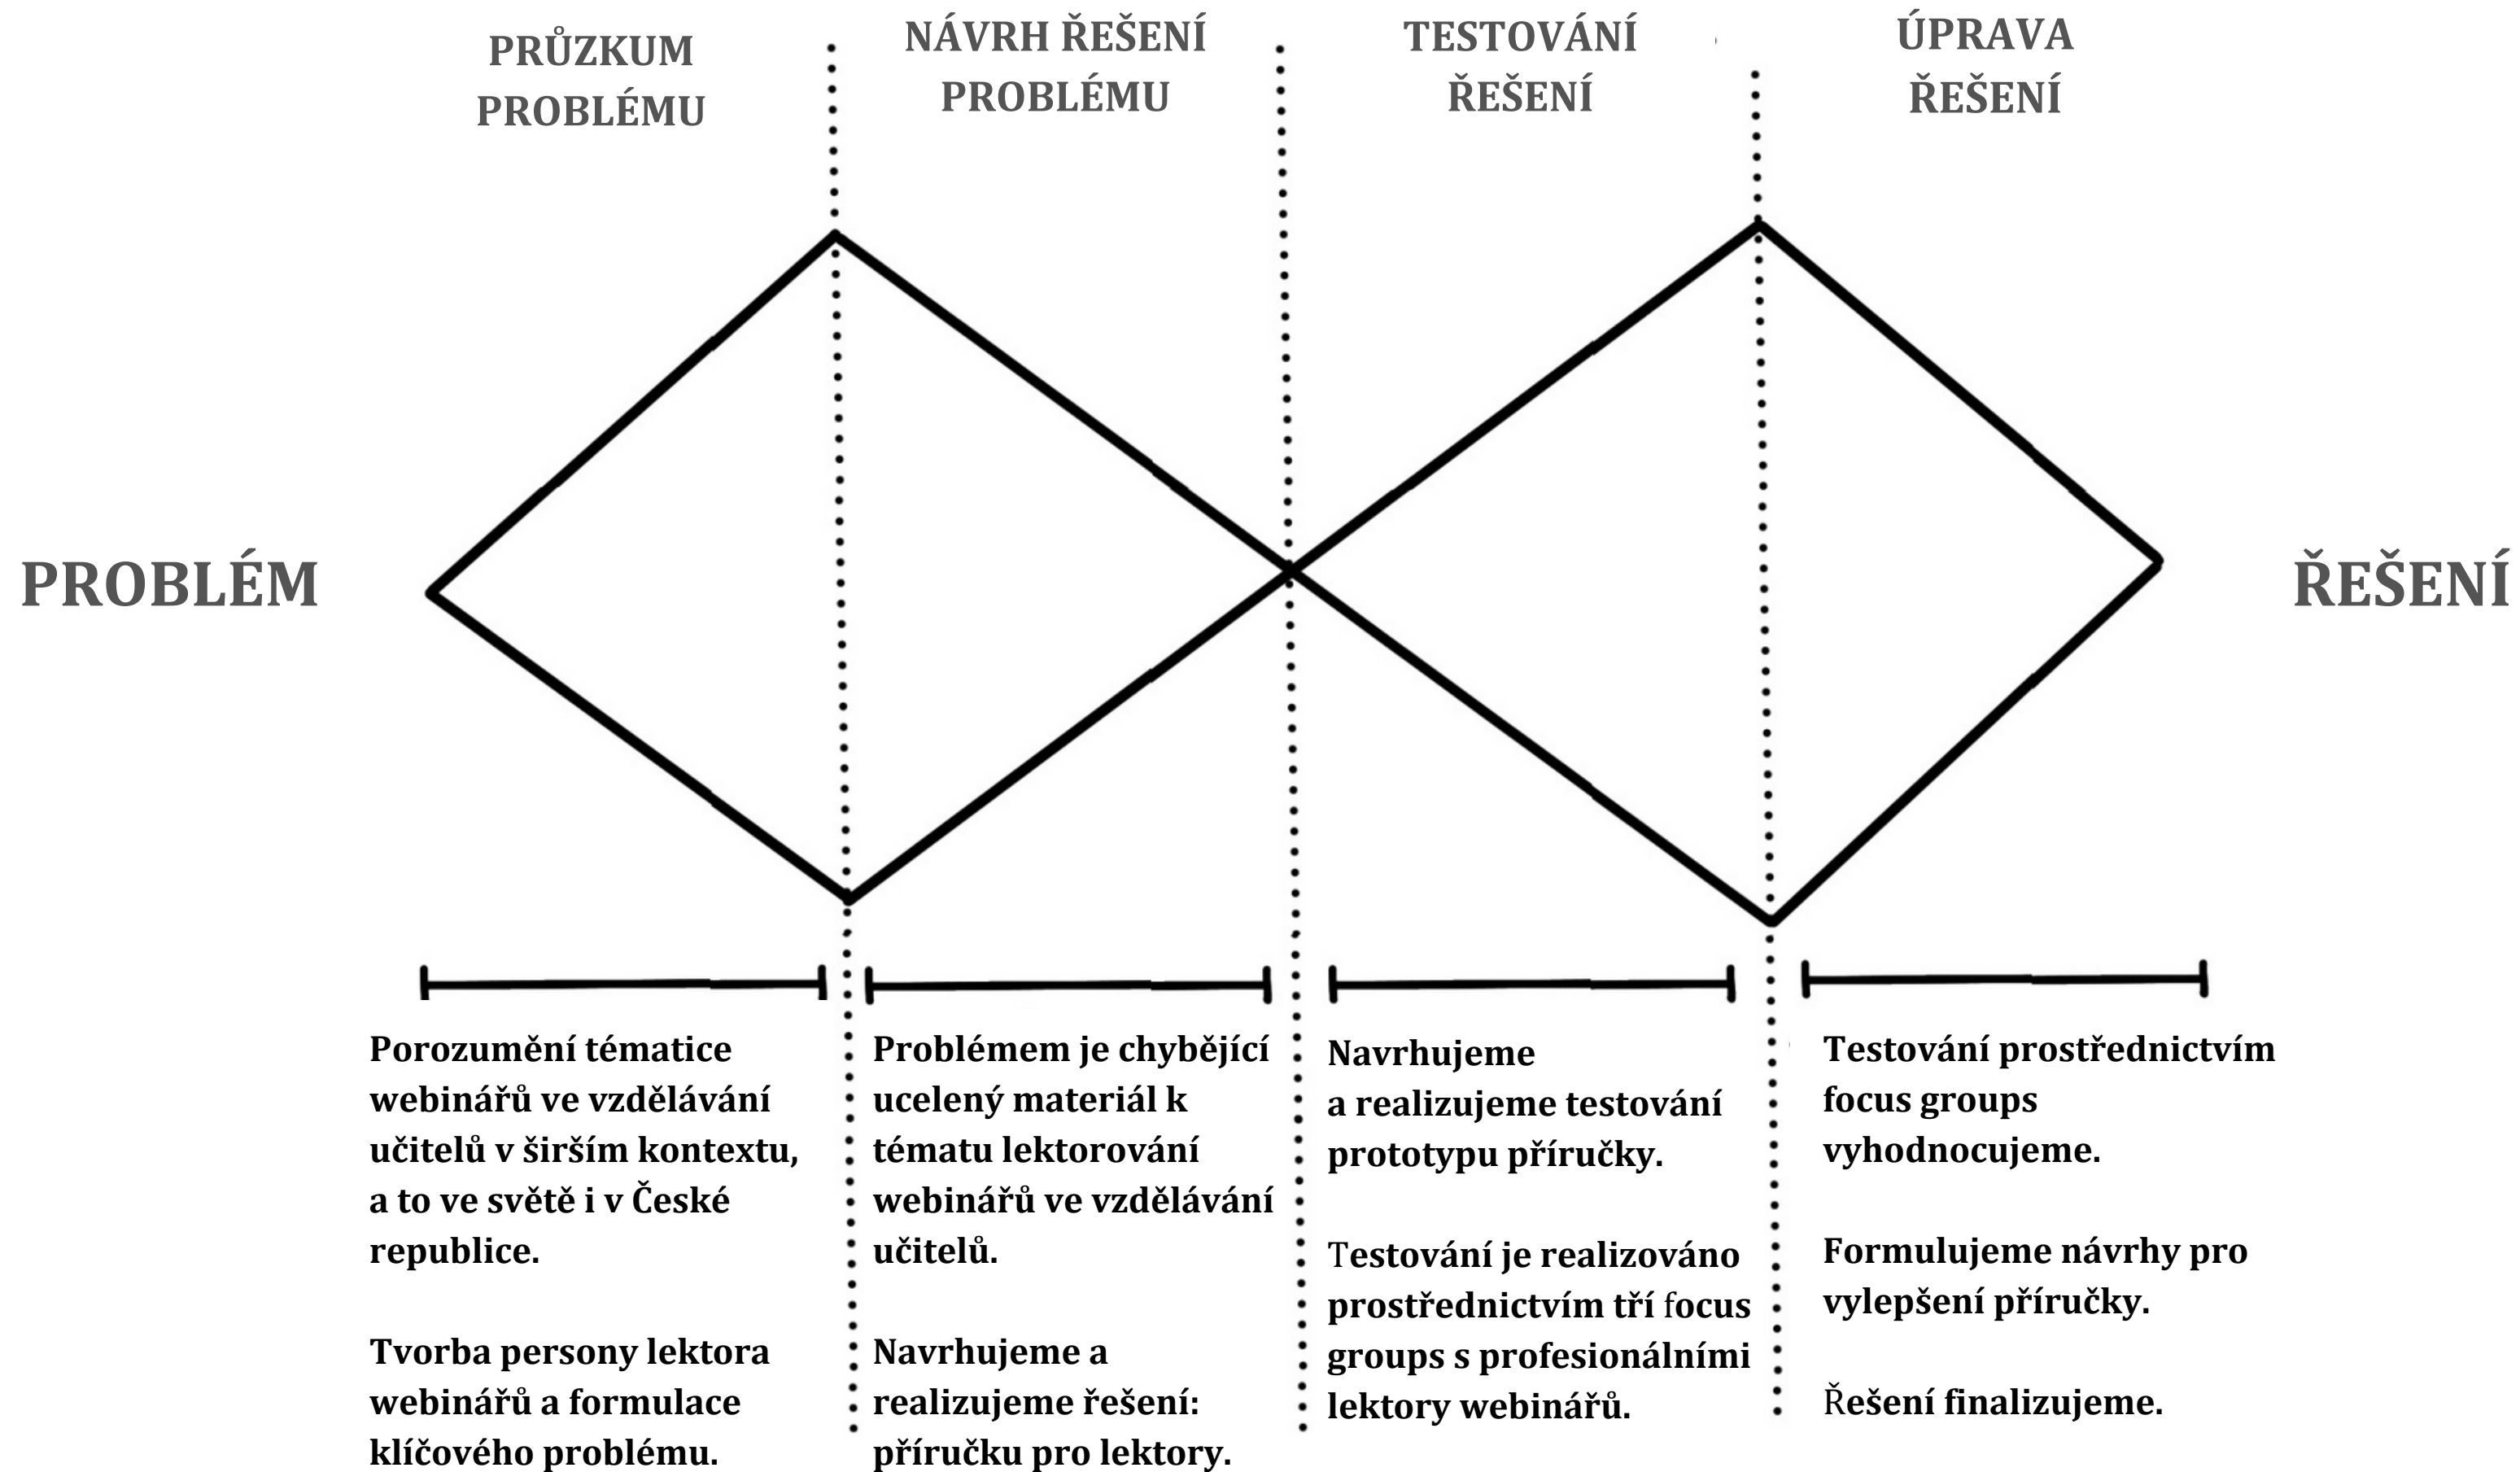 PRŮZKUM
PROBLÉMU
NÁVRH ŘEŠENÍ
PROBLÉMU
TESTOVÁNÍ
ŘEŠENÍ
ÚPRAVA
ŘEŠENÍ
PROBLÉM
ŘEŠENÍ
Porozumění tématice
webinářů ve vzdělávání
učitelů v širším kontextu,
a to ve světě i v České
republice.
Tvorba persony lektora
webinářů a formulace
klíčového problému.
Problémem je chybějící
ucelený materiál k
tématu lektorování
webinářů ve vzdělávání
učitelů.
Navrhujeme a
realizujeme řešení:
příručku pro lektory.
Navrhujeme
a realizujeme testování
prototypu příručky.
Testování je realizováno
prostřednictvím tří focus
groups s profesionálními
lektory webinářů.
Testování prostřednictvím
focus groups
vyhodnocujeme.
Formulujeme návrhy pro
vylepšení příručky.
Řešení finalizujeme.